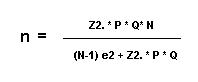 Z2. * P * Q* N
n =
(N-1) e2 + Z2. * P * Q